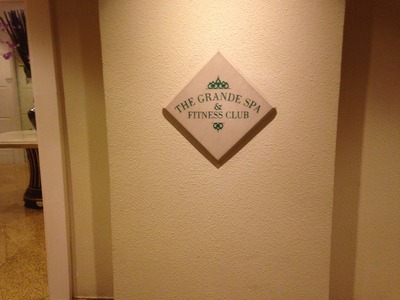 THE GRANDE SPA
&
FITNESS CLUB